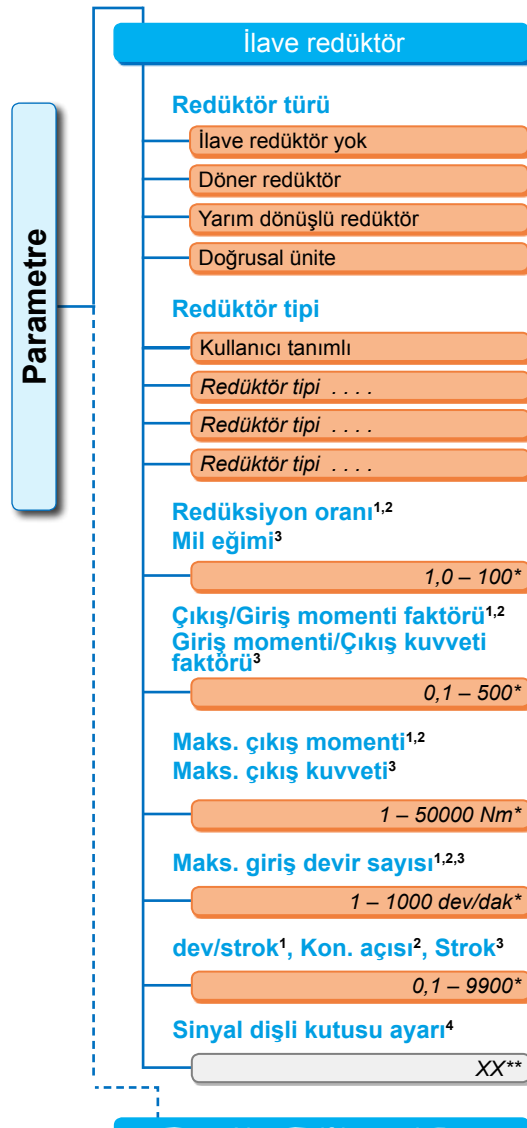 İlave redüktör
Parametre
Redüktör türü
İlave redüktör yok
Döner redüktör
Yarım dönüşlü redüktör
Doğrusal ünite
Redüktör tipi
Kullanıcı tanımlı
Redüktör tipi . . . .
Redüktör tipi . . . .
Redüktör tipi . . . .
Redüksiyon oranı1,2
Mil eğimi3
1,0 – 100*
Çıkış/Giriş momenti faktörü1,2
Giriş momenti/Çıkış kuvveti
faktörü3
0,1 – 500*
Maks. çıkış momenti1,2
Maks. çıkış kuvveti3
1 – 50000 Nm*
Maks. giriş devir sayısı1,2,3
1 – 1000 dev/dak*
dev/strok1, Kon. açısı2, Strok3
0,1 – 9900*
Sinyal dişli kutusu ayarı4
XX**